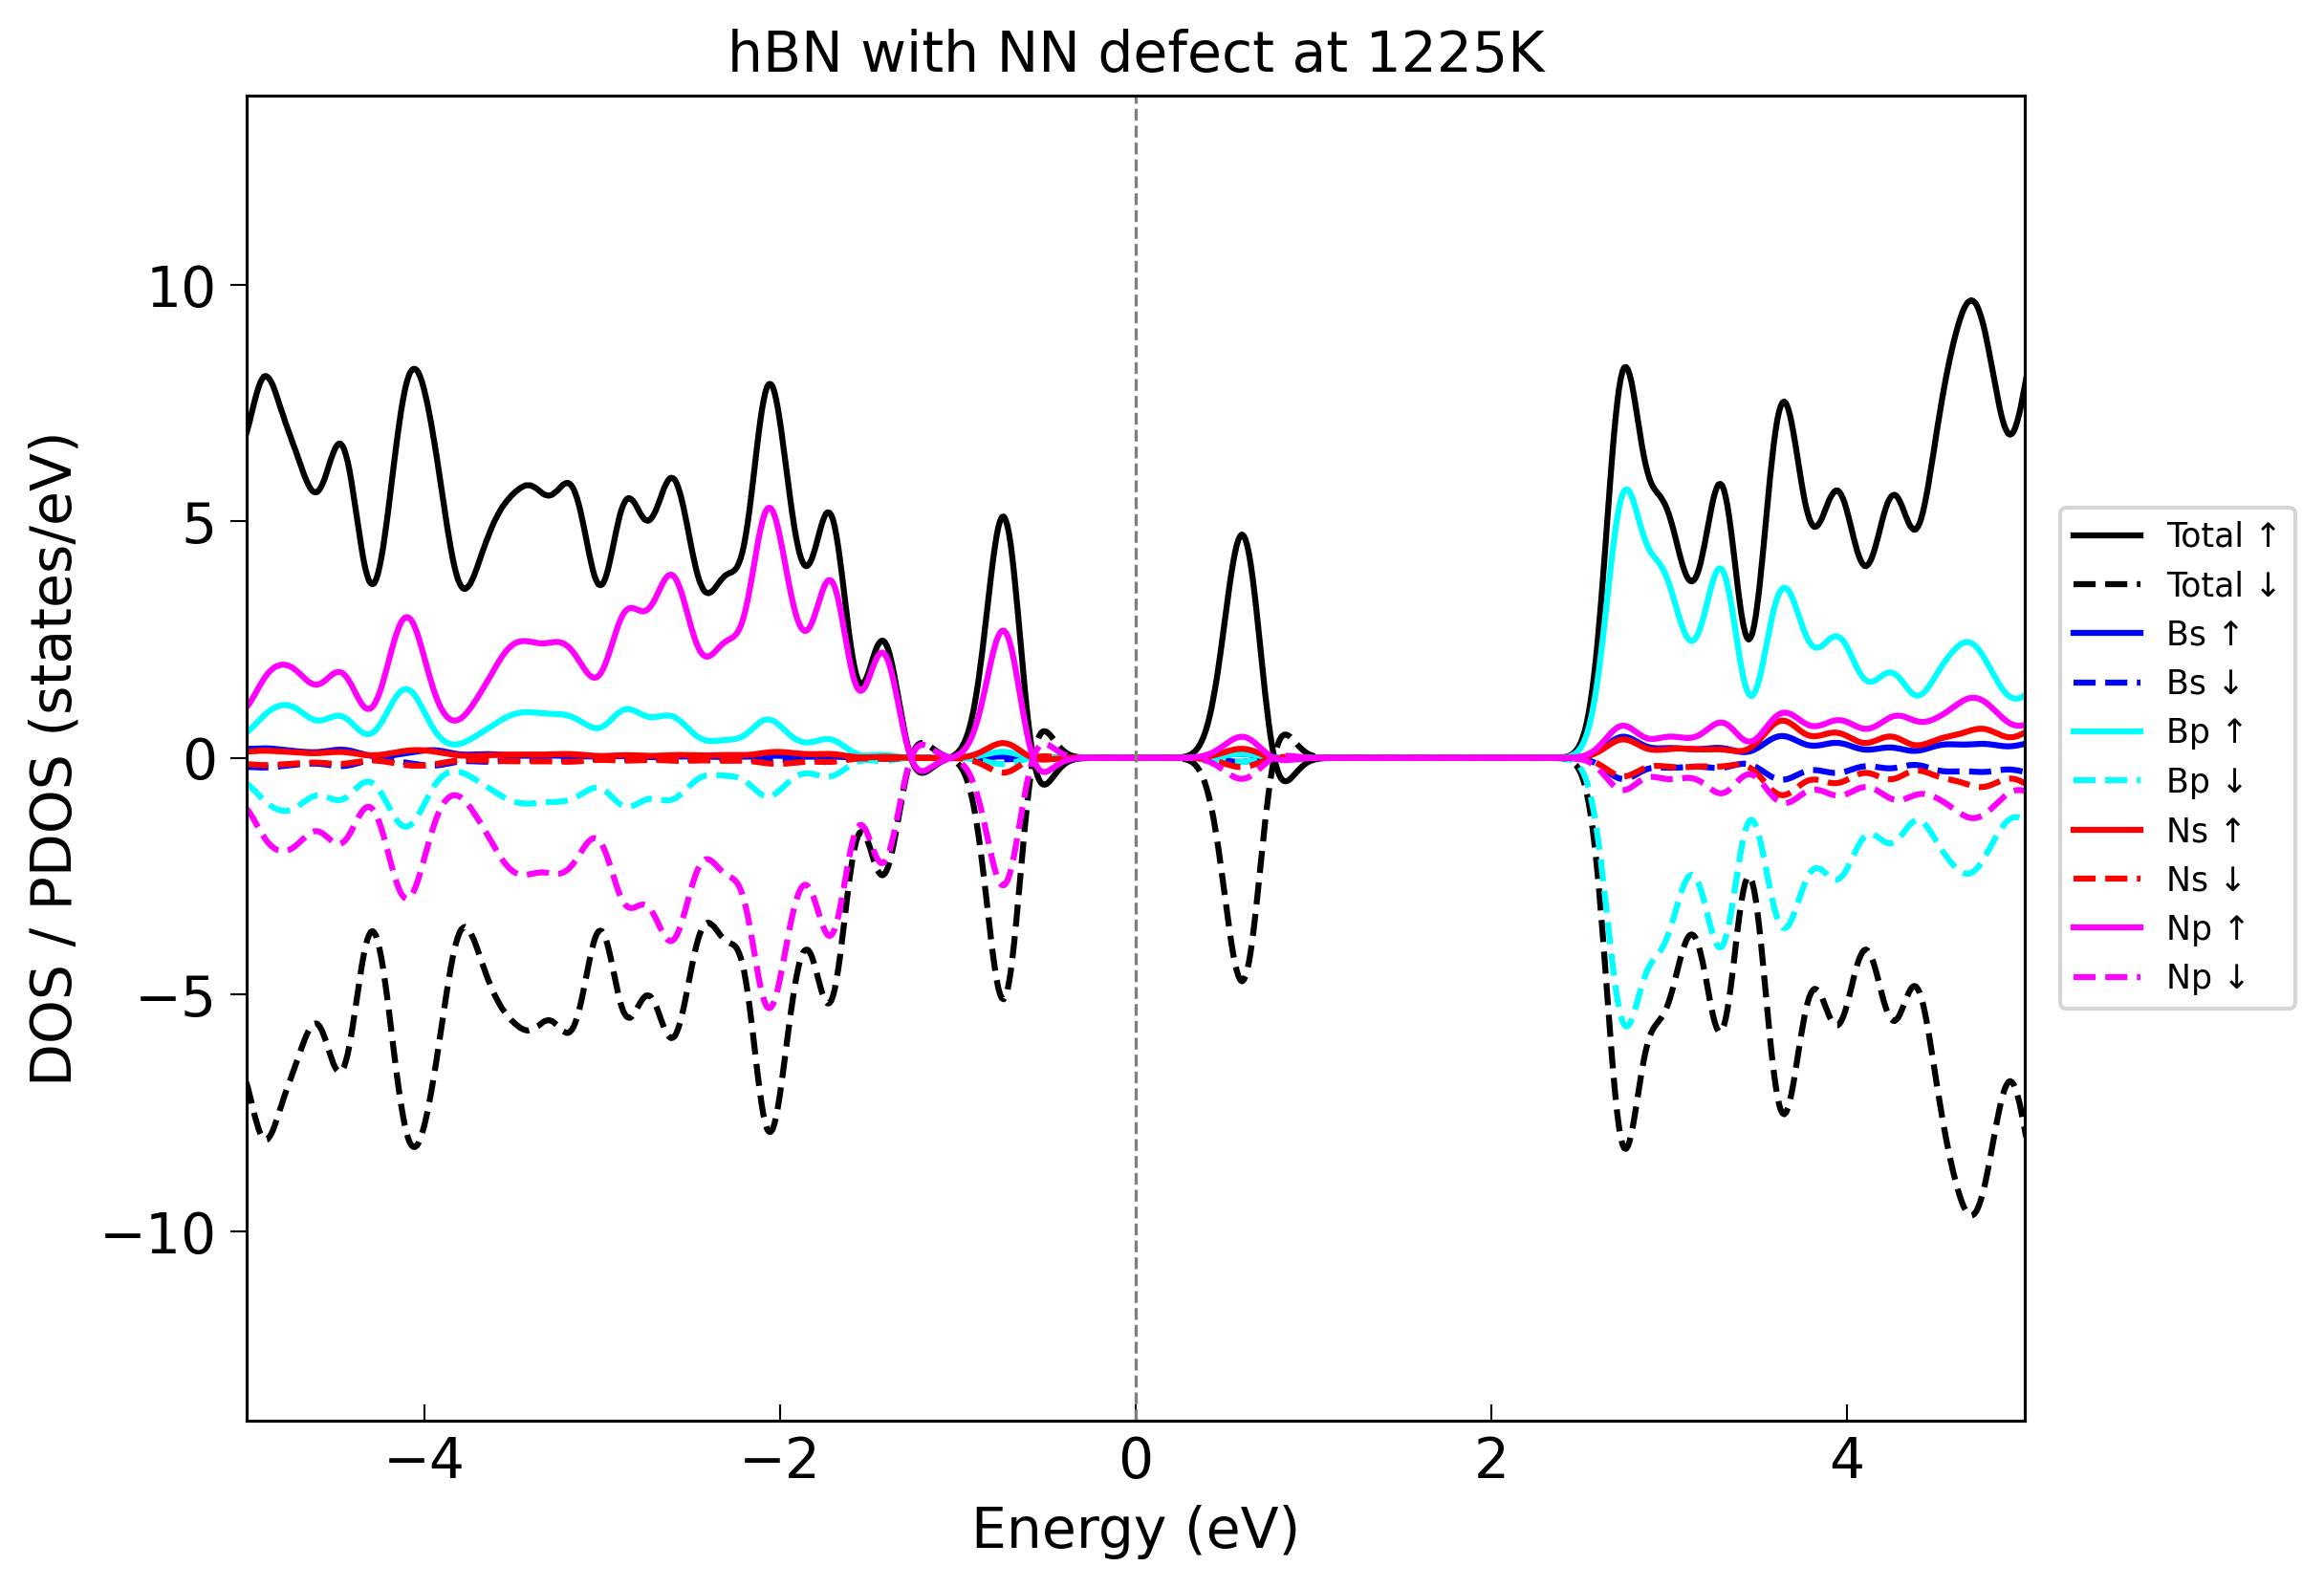 hBN with NN defect at 1225K
DOS / PDOS (states/eV)
10
5
0
−5
−10
−4
−2
0
2
4
Energy (eV)
Total ↑
Total ↓
Bs ↑
Bs ↓
Bp ↑
Bp ↓
Ns ↑
Ns ↓
Np ↑
Np ↓